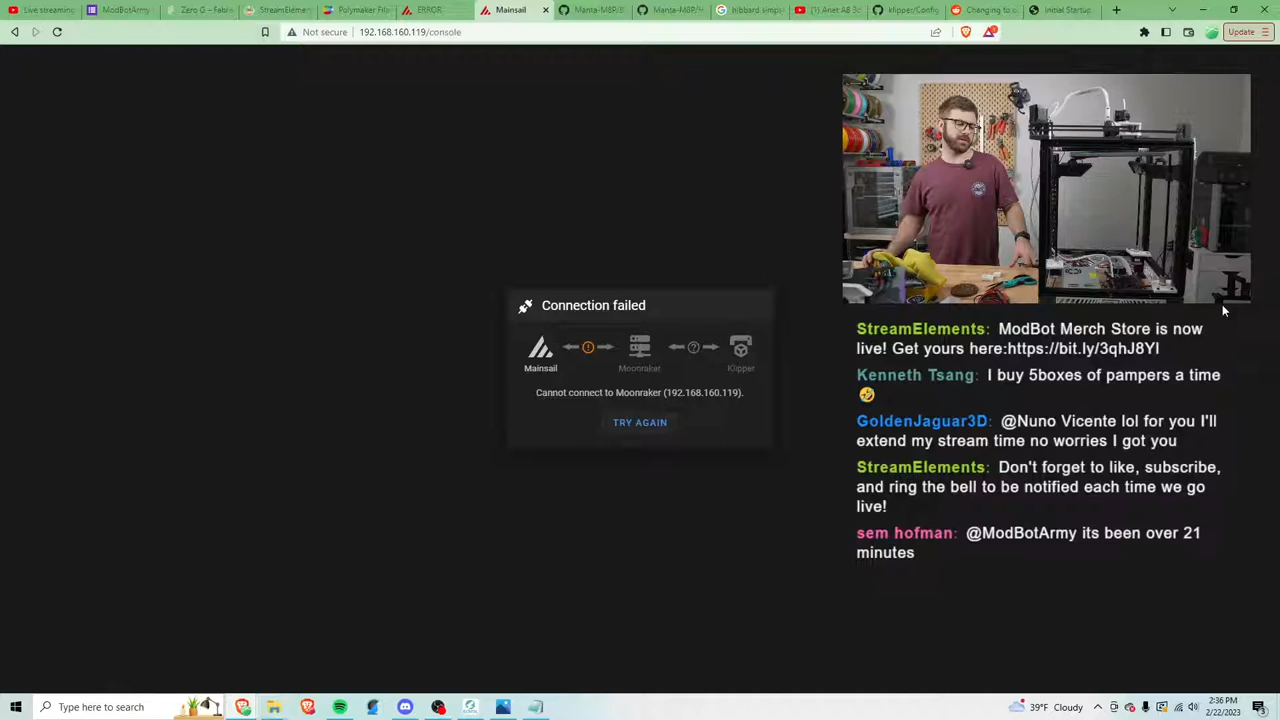 Live streaming
ModBotArmy
Zero G – Fabre
StreamElemen
Polymaker Fila
ERROR
Mainsail
Manta-M8P/B
Manta-M8P/H
hibbard simps
(1) Anet A8 3d
klipper/Config
Changing to
Initial Startup
Not secure
192.168.160.119/console
Update
Connection failed
Mainsail
Moonraker
Klipper
Cannot connect to Moonraker (192.168.160.119).
TRY AGAIN
StreamElements: ModBot Merch Store is now
live! Get yours here:https://bit.ly/3qhJ8Yl
Kenneth Tsang: I buy 5boxes of pampers a time
🤣
GoldenJaguar3D: @Nuno Vicente lol for you I'll
extend my stream time no worries I got you
StreamElements: Don't forget to like, subscribe,
and ring the bell to be notified each time we go
live!
sem hofman: @ModBotArmy its been over 21
minutes
Type here to search
39°F Cloudy
2:36 PM
2/22/2023
3